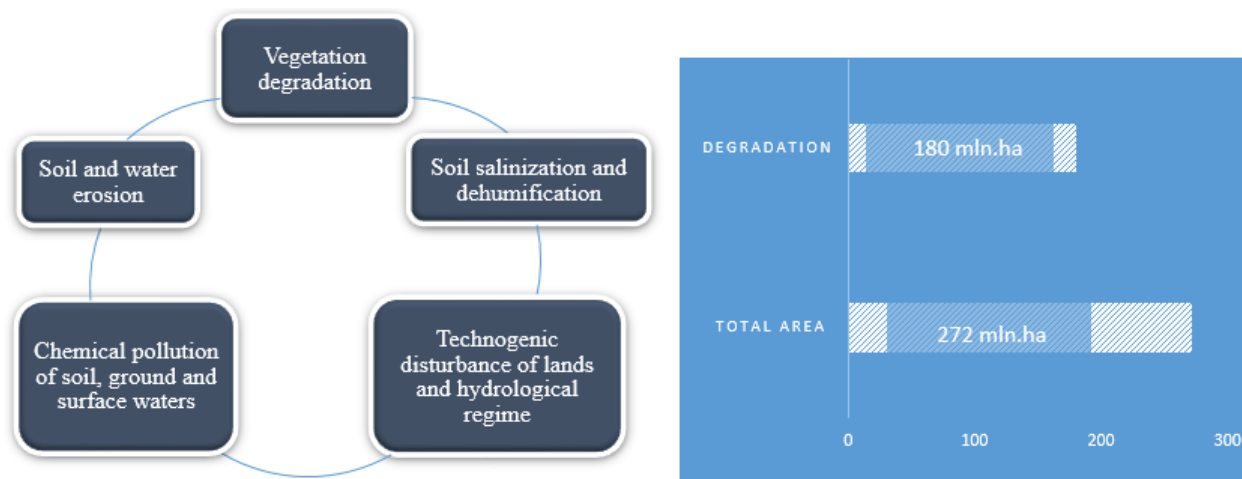 Vegetation
degradation
Soil salinization and
dehumification
Technogenic
disturbance of lands
and hydrological
regime
Chemical pollution
of soil, ground and
surface waters
Soil and water
erosion
DEGRADATION
180 mln.ha
TOTAL AREA
272 mln.ha
0 100 200 300